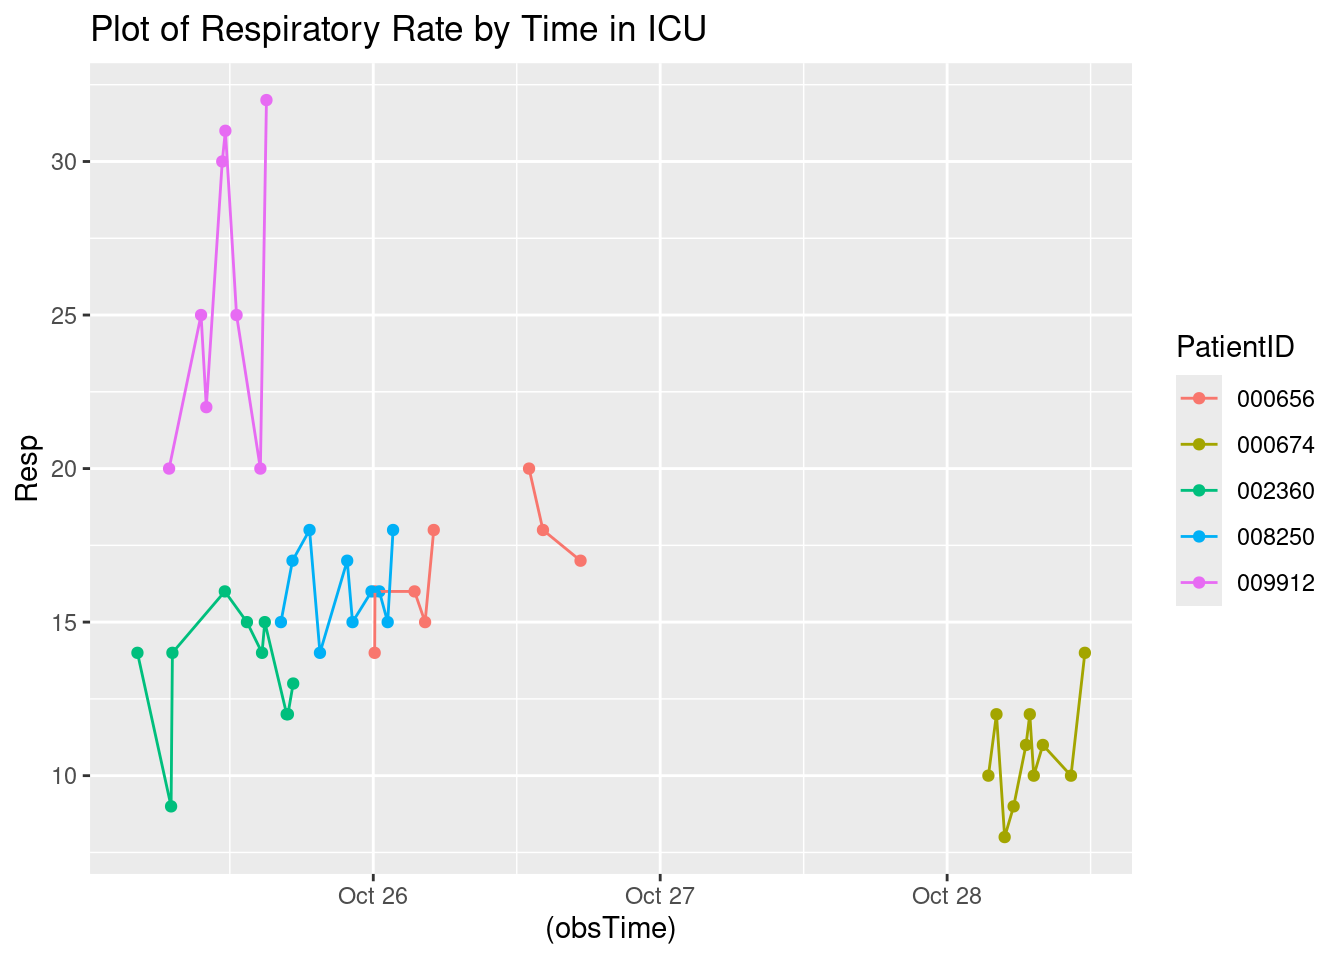 Plot of Respiratory Rate by Time in ICU
30
25
20
15
10
Resp
Oct 26
Oct 27
Oct 28
(obsTime)
PatientID
000656
000674
002360
008250
009912